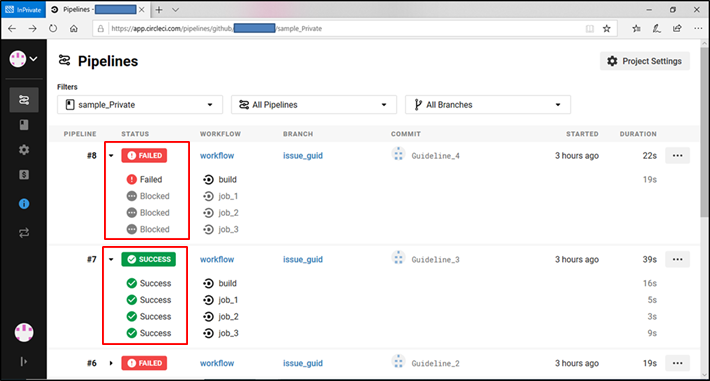 InPrivate
Pipelines -
https://app.circleci.com/pipelines/github, /sample_Private
Pipelines
Project Settings
Filters
sample_Private
All Pipelines
All Branches
PIPELINE STATUS WORKFLOW BRANCH COMMIT STARTED DURATION
#8 FAILED workflow issue_guid Guideline_4 3 hours ago 22s
Failed build 19s
Blocked job_1
Blocked job_2
Blocked job_3
#7 SUCCESS workflow issue_guid Guideline_3 3 hours ago 39s
Success build 16s
Success job_1 5s
Success job_2 3s
Success job_3 9s
#6 FAILED workflow issue_guid Guideline_2 3 hours ago 19s